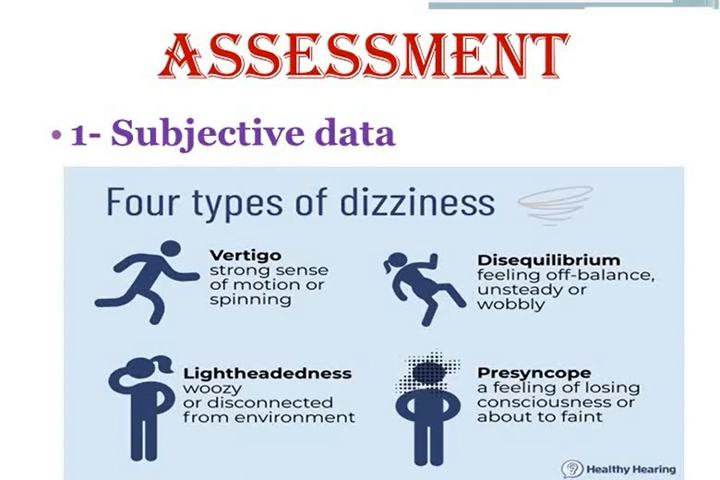 ASSESSMENT
• 1- Subjective data
Four types of dizziness
Vertigo
strong sense
of motion or
spinning
Disequilibrium
feeling off-balance,
unsteady or
wobbly
Lightheadedness
woozy
or disconnected
from environment
Presyncope
a feeling of losing
consciousness or
about to faint
Healthy Hearing